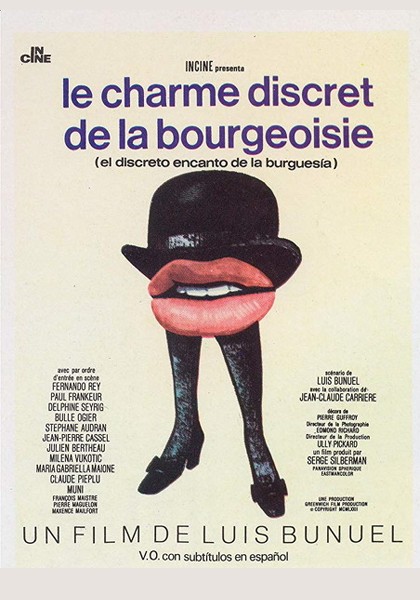 IN
CINE
INCINE presenta
le charme discret
de la bourgeoisie
(el discreto encanto de la burguesía)
avec par ordre
d'entrée en scène
FERNANDO REY
PAUL FRANKEUR
DELPHINE SEYRIG
BULLE OGIER
STEPHANE AUDRAN
JEAN-PIERRE CASSEL
JULIEN BERTHEAU
MILENA VUKOTIC
MARIA GABRIELLA MAIONE
CLAUDE PIEPLU
MUNI
FRANÇOIS MAISTRE
PIERRE MAGUELON
MAXENCE MAILFORT
scénario de
LUIS BUNUEL
avec la collaboration de
JEAN-CLAUDE CARRIERE
décors de
PIERRE GUFFROY
Directeur de la Photographie
EDMOND RICHARD
Directeur de la Production
ULLY PICKARD
un film produit par
SERGE SILBERMAN
PANAVISION SPHERIQUE
EASTMANCOLOR
UNE PRODUCTION
GREENWICH FILM PRODUCTION
© COPYRIGHT MCMLXXII
UN FILM DE LUIS BUNUEL
V.O. con subtítulos en español